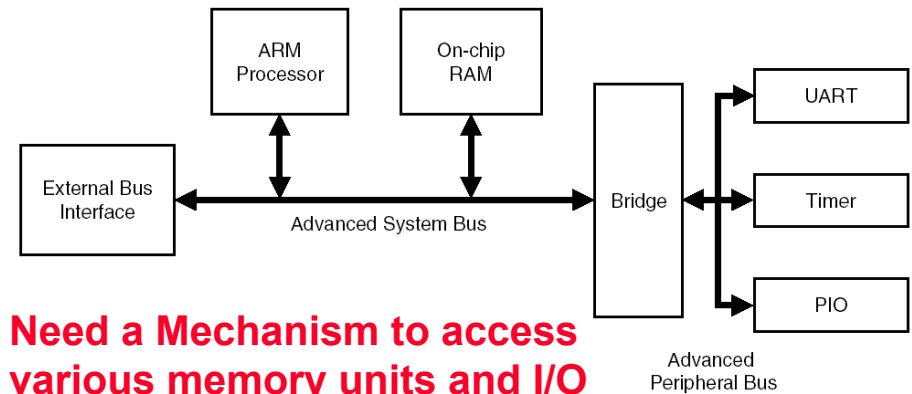 ARM
Processor
On-chip
RAM
UART
External Bus
Interface
Bridge
Timer
Advanced System Bus
PIO
Need a Mechanism to access
various memory units and I/O
Advanced
Peripheral Bus